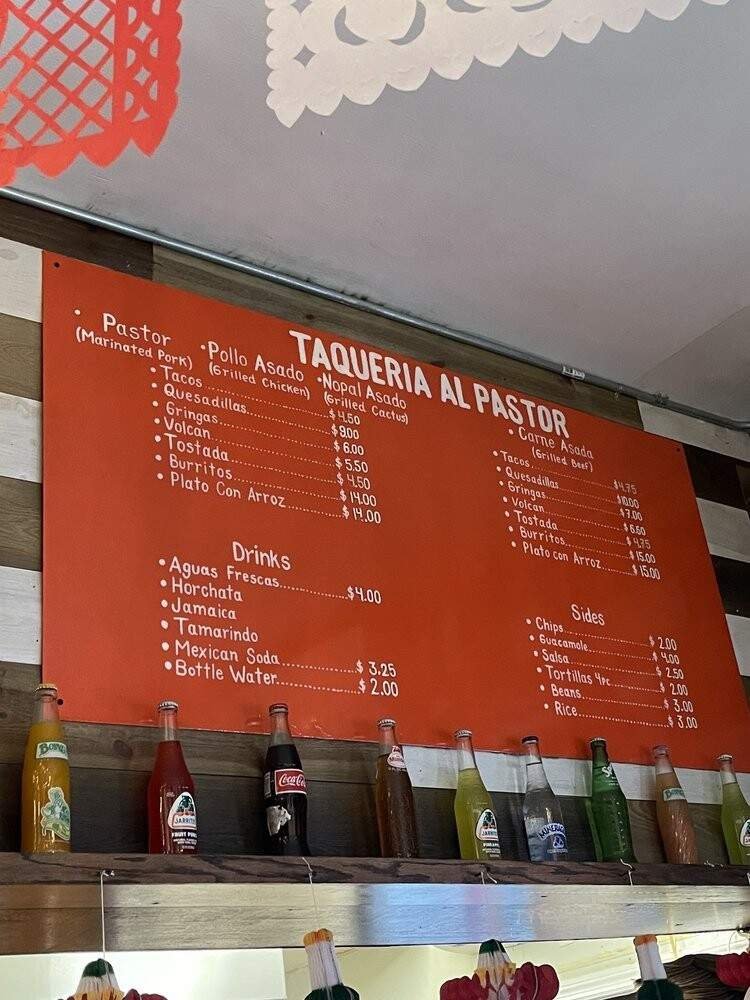 TAQUERIA AL PASTOR
• Pastor
(Marinated Pork)
• Pollo Asado
(Grilled Chicken)
• Nopal Asado
(Grilled Cactus)
• Tacos........................$4.50
• Quesadillas................$9.00
• Gringas.....................$6.00
• Volcan......................$5.50
• Tostada.....................$4.50
• Burritos....................$14.00
• Plato Con Arroz............$14.00
• Carne Asada
(Grilled Beef)
• Tacos.......................$4.75
• Quesadillas...............$10.00
• Gringas....................$7.00
• Volcan.....................$6.60
• Tostada....................$4.75
• Burritos...................$15.00
• Plato con Arroz...........$15.00
Drinks
• Aguas Frescas..............$4.00
• Horchata
• Jamaica
• Tamarindo
• Mexican Soda...............$3.25
• Bottle Water...............$2.00
Sides
• Chips......................$2.00
• Guacamole.................$4.00
• Salsa......................$2.50
• Tortillas 4pc..............$2.00
• Beans......................$3.00
• Rice.......................$3.00
JARRITOS
FRUIT PUNCH
Coca-Cola
JARRITOS